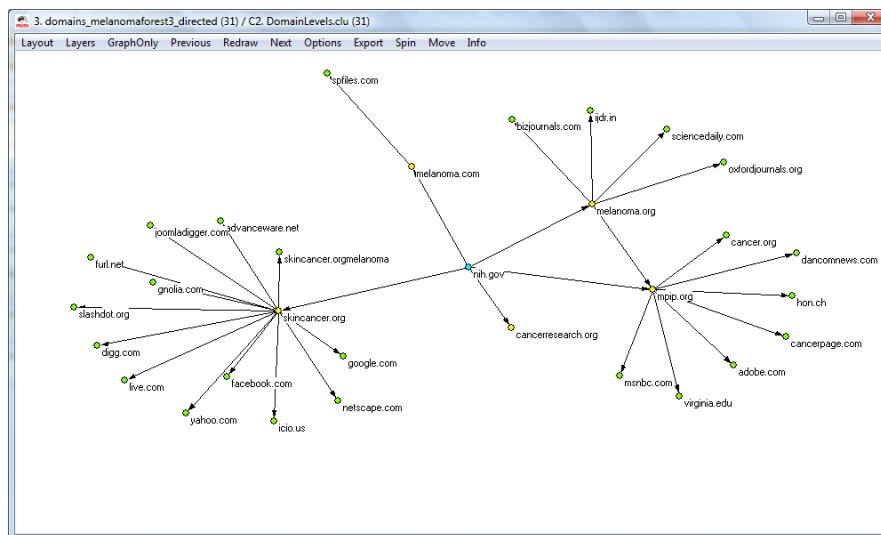 3. domains_melanomaforest3_directed (31) / C2. DomainLevels.clu (31)
Layout Layers GraphOnly Previous Redraw Next Options Export Spin Move Info
spfiles.com
bizjournals.com
ijdr.in
sciencedaily.com
oxfordjournals.org
melanoma.com
melanoma.org
joomladigger.com
advanceware.net
cancer.org
dancomnews.com
furl.net
skincancer.orgmelanoma
nih.gov
gnolia.com
mpip.org
hon.ch
slashdot.org
skincancer.org
cancerresearch.org
cancerpage.com
digg.com
google.com
adobe.com
live.com
facebook.com
msnbc.com
virginia.edu
netscape.com
yahoo.com
icio.us